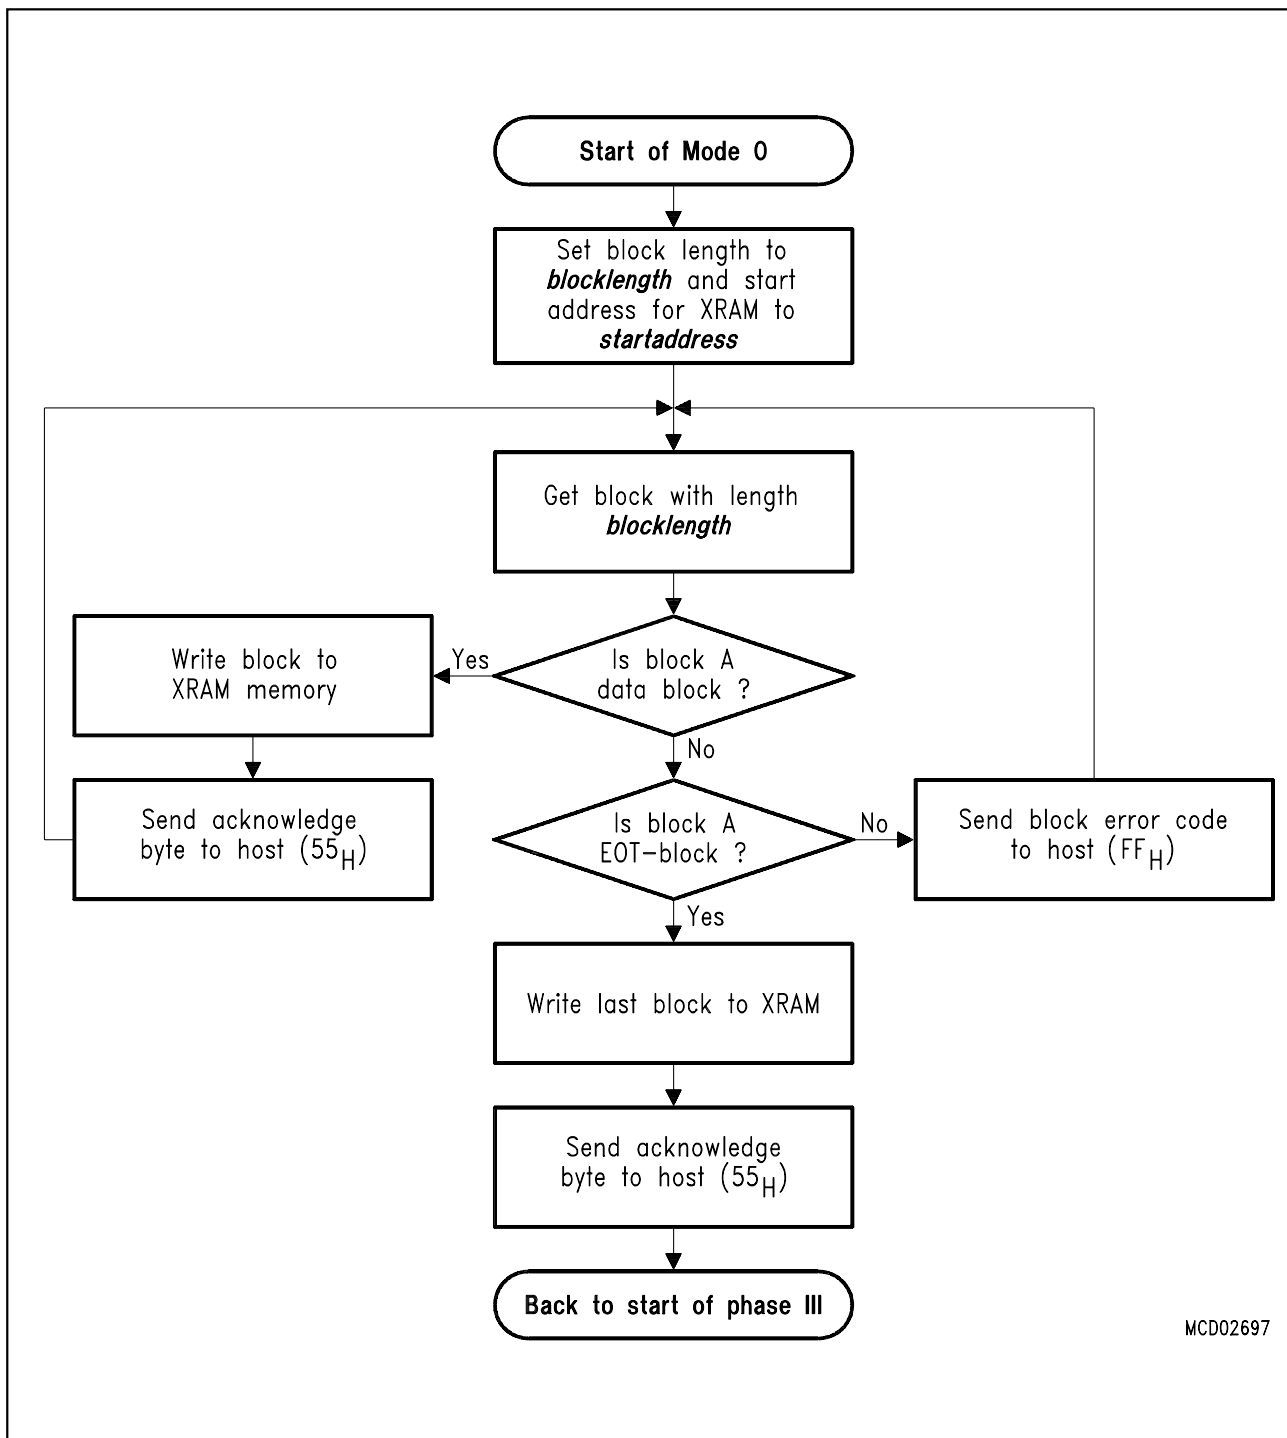 Start of Mode 0
Set block length to
blocklength and start
address for XRAM to
startaddress
Get block with length
blocklength
Write block to
XRAM memory
Yes
Is block A
data block ?
No
Send acknowledge
byte to host (55H)
Is block A
EOT-block ?
No
Send block error code
to host (FFH)
Yes
Write last block to XRAM
Send acknowledge
byte to host (55H)
Back to start of phase III
MCD02697